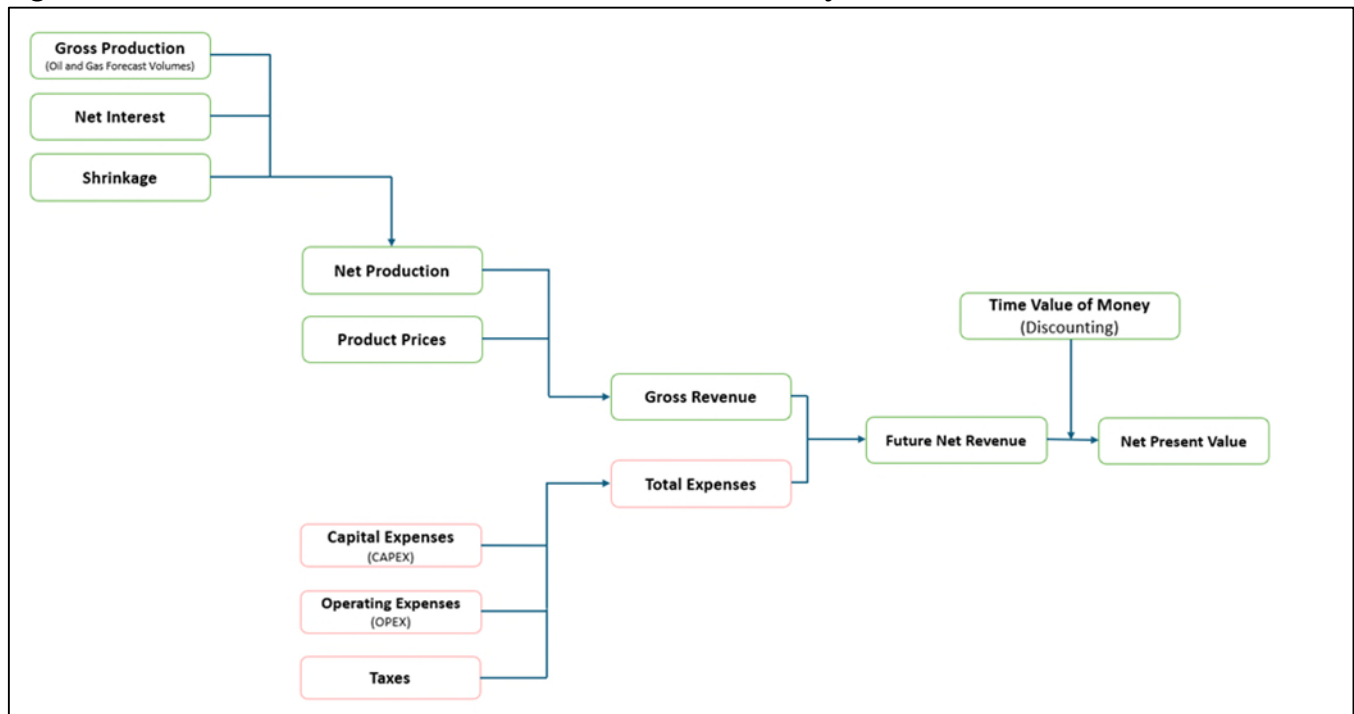 Gross Production
(Oil and Gas Forecast Volumes)
Net Interest
Shrinkage
Net Production
Product Prices
Time Value of Money
(Discounting)
Gross Revenue
Future Net Revenue
Net Present Value
Total Expenses
Capital Expenses
(CAPEX)
Operating Expenses
(OPEX)
Taxes